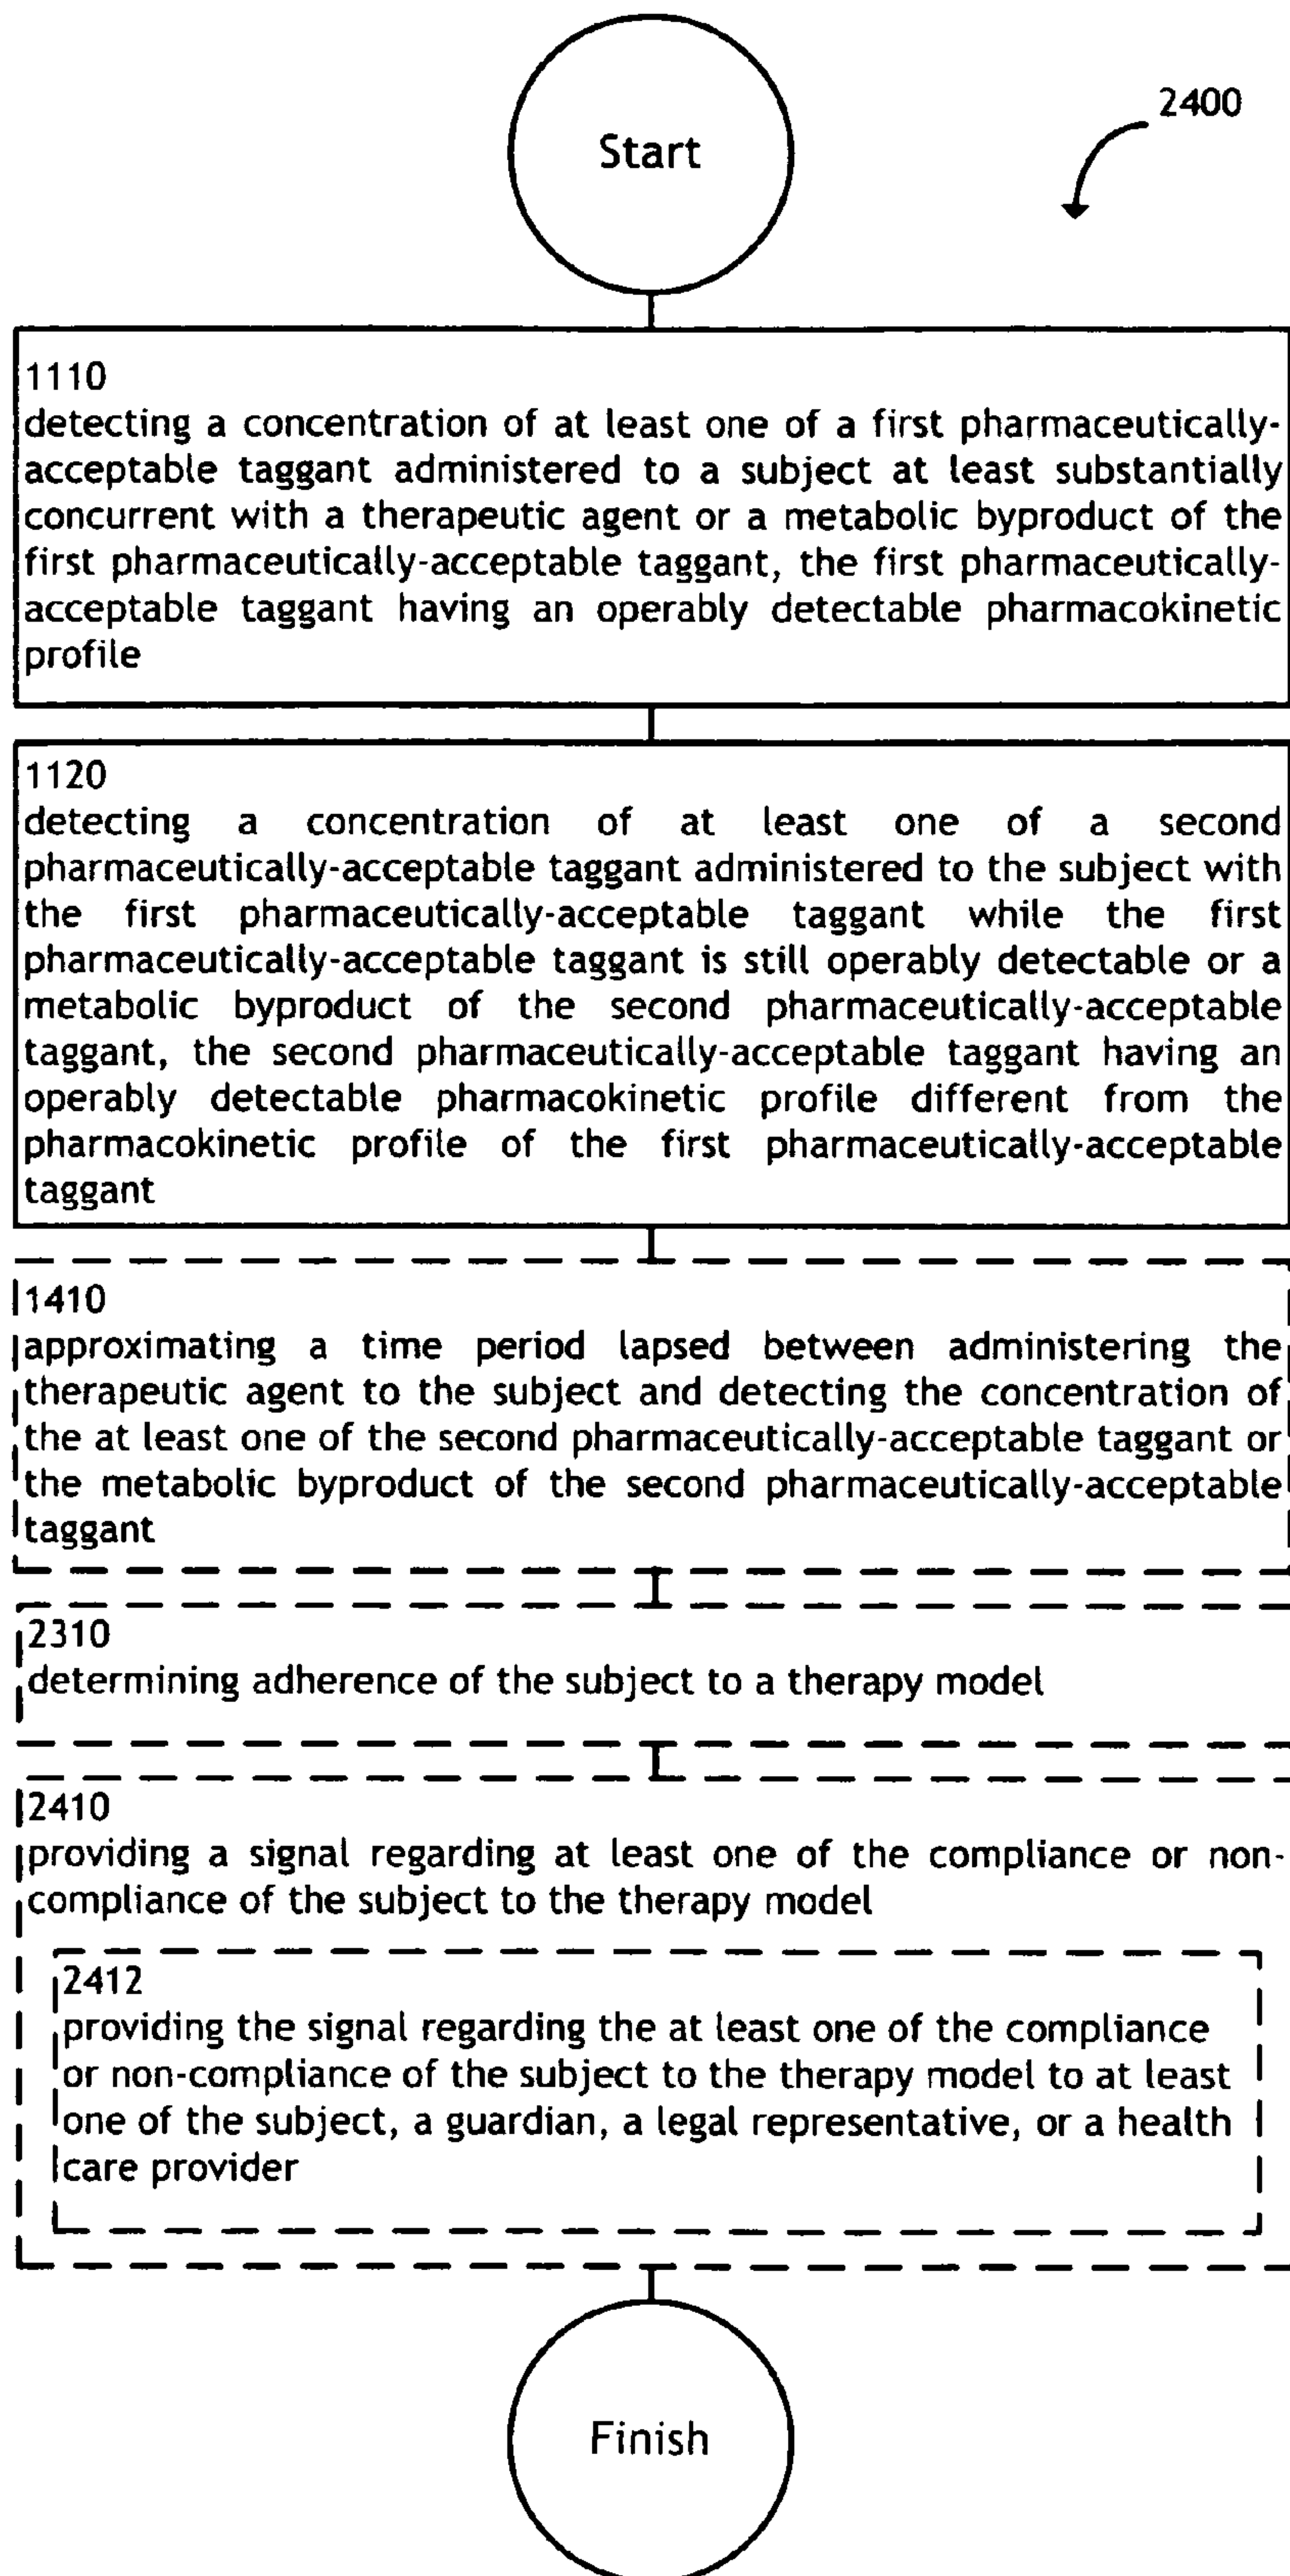 Start
2400
1110
detecting a concentration of at least one of a first pharmaceutically-
acceptable taggant administered to a subject at least substantially
concurrent with a therapeutic agent or a metabolic byproduct of the
first pharmaceutically-acceptable taggant, the first pharmaceutically-
acceptable taggant having an operably detectable pharmacokinetic
profile
1120
detecting a concentration of at least one of a second
pharmaceutically-acceptable taggant administered to the subject with
the first pharmaceutically-acceptable taggant while the first
pharmaceutically-acceptable taggant is still operably detectable or a
metabolic byproduct of the second pharmaceutically-acceptable
taggant, the second pharmaceutically-acceptable taggant having an
operably detectable pharmacokinetic profile different from the
pharmacokinetic profile of the first pharmaceutically-acceptable
taggant
1410
approximating a time period lapsed between administering the
therapeutic agent to the subject and detecting the concentration of
the at least one of the second pharmaceutically-acceptable taggant or
the metabolic byproduct of the second pharmaceutically-acceptable
taggant
2310
determining adherence of the subject to a therapy model
2410
providing a signal regarding at least one of the compliance or non-
compliance of the subject to the therapy model
2412
providing the signal regarding the at least one of the compliance
or non-compliance of the subject to the therapy model to at least
one of the subject, a guardian, a legal representative, or a health
care provider
Finish